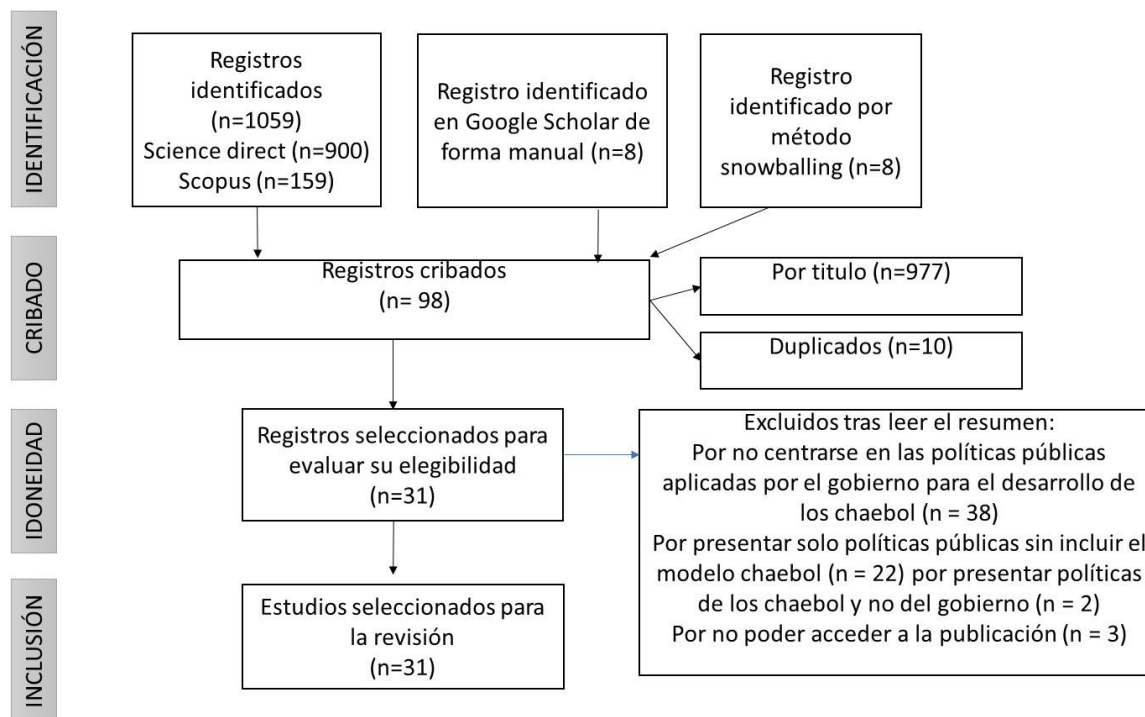 IDENTIFICACIÓN
Registros
identificados
(n=1059)
Science direct (n=900)
Scopus (n=159)
Registro identificado
en Google Scholar de
forma manual (n=8)
Registro
identificado por
método
snowballing (n=8)
CRIBADO
Registros cribados
(n= 98)
Por titulo (n=977)
Duplicados (n=10)
IDONEIDAD
Registros seleccionados para
evaluar su elegibilidad
(n=31)
Excluidos tras leer el resumen:
Por no centrarse en las políticas públicas
aplicadas por el gobierno para el desarrollo de
los chaebol (n = 38)
Por presentar solo políticas públicas sin incluir el
modelo chaebol (n = 22) por presentar políticas
de los chaebol y no del gobierno (n = 2)
Por no poder acceder a la publicación (n = 3)
INCLUSIÓN
Estudios seleccionados para
la revisión
(n=31)